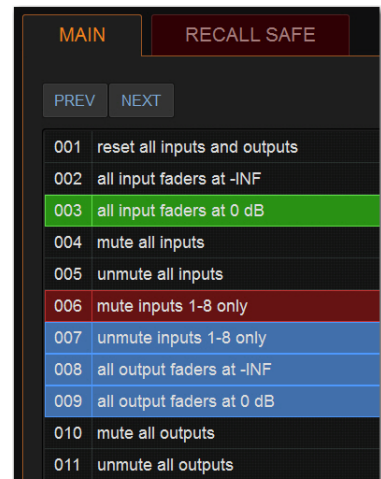 MAIN RECALL SAFE
PREV NEXT
001 reset all inputs and outputs
002 all input faders at -INF
003 all input faders at 0 dB
004 mute all inputs
005 unmute all inputs
006 mute inputs 1-8 only
007 unmute inputs 1-8 only
008 all output faders at -INF
009 all output faders at 0 dB
010 mute all outputs
011 unmute all outputs